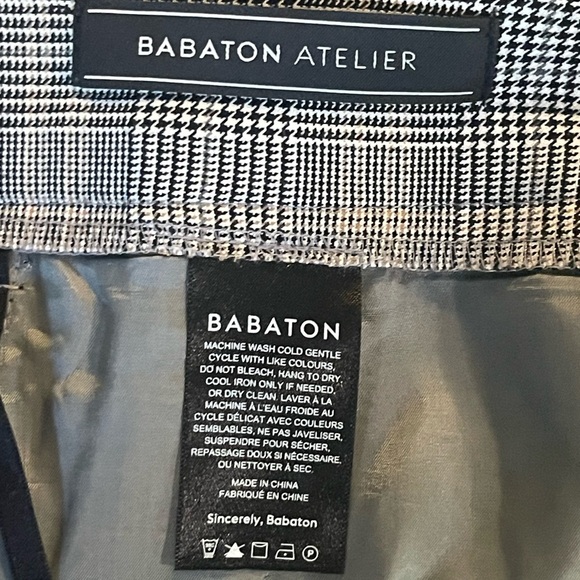 BABATON ATELIER
BABATON
MACHINE WASH COLD GENTLE
CYCLE WITH LIKE COLOURS,
DO NOT BLEACH, HANG TO DRY,
COOL IRON ONLY IF NEEDED,
OR DRY CLEAN. LAVER À LA
MACHINE À L'EAU FROIDE AU
CYCLE DÉLICAT AVEC COULEURS
SEMBLABLES, NE PAS JAVELISER,
SUSPENDRE POUR SÉCHER,
REPASSAGE DOUX SI NÉCESSAIRE,
OU NETTOYER À SEC.
MADE IN CHINA
FABRIQUÉ EN CHINE
Sincerely, Babaton
P